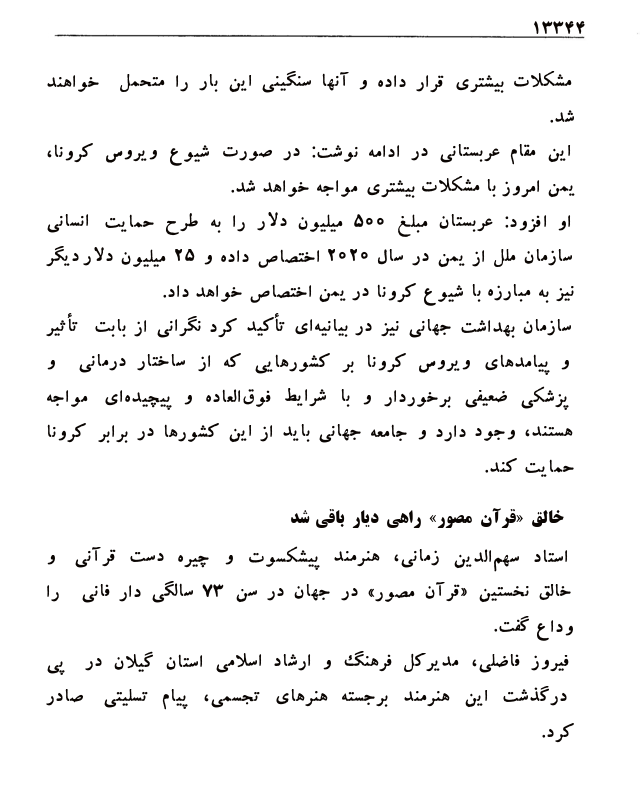 ۱۳۳۴۴
مشکلات بیشتری قرار داده و آنها سنگینی این بار را متحمل خواهند
شد.
این مقام عربستانی در ادامه نوشت: در صورت شیوع ویروس کرونا،
یمن امروز با مشکلات بیشتری مواجه خواهد شد.
او افزود: عربستان مبلغ ۵۰۰ میلیون دلار را به طرح حمایت انسانی
سازمان ملل از یمن در سال ۲۰۲۰ اختصاص داده و ۲۵ میلیون دلار دیگر
نیز به مبارزه با شیوع کرونا در یمن اختصاص خواهد داد.
سازمان بهداشت جهانی نیز در بیانیه‌ای تأکید کرد نگرانی از بابت تأثیر
و پیامدهای ویروس کرونا بر کشورهایی که از ساختار درمانی و
پزشکی ضعیفی برخوردار و با شرایط فوق‌العاده و پیچیده‌ای مواجه
هستند، وجود دارد و جامعه جهانی باید از این کشورها در برابر کرونا
حمایت کند.
خالق «قرآن مصور» راهی دیار باقی شد
استاد سهم‌الدین زمانی، هنرمند پیشکسوت و چیره دست قرآنی و
خالق نخستین «قرآن مصور» در جهان در سن ۷۳ سالگی دار فانی را
وداع گفت.
فیروز فاضلی، مدیرکل فرهنگ و ارشاد اسلامی استان گیلان در پی
درگذشت این هنرمند برجسته هنرهای تجسمی، پیام تسلیتی صادر
کرد.